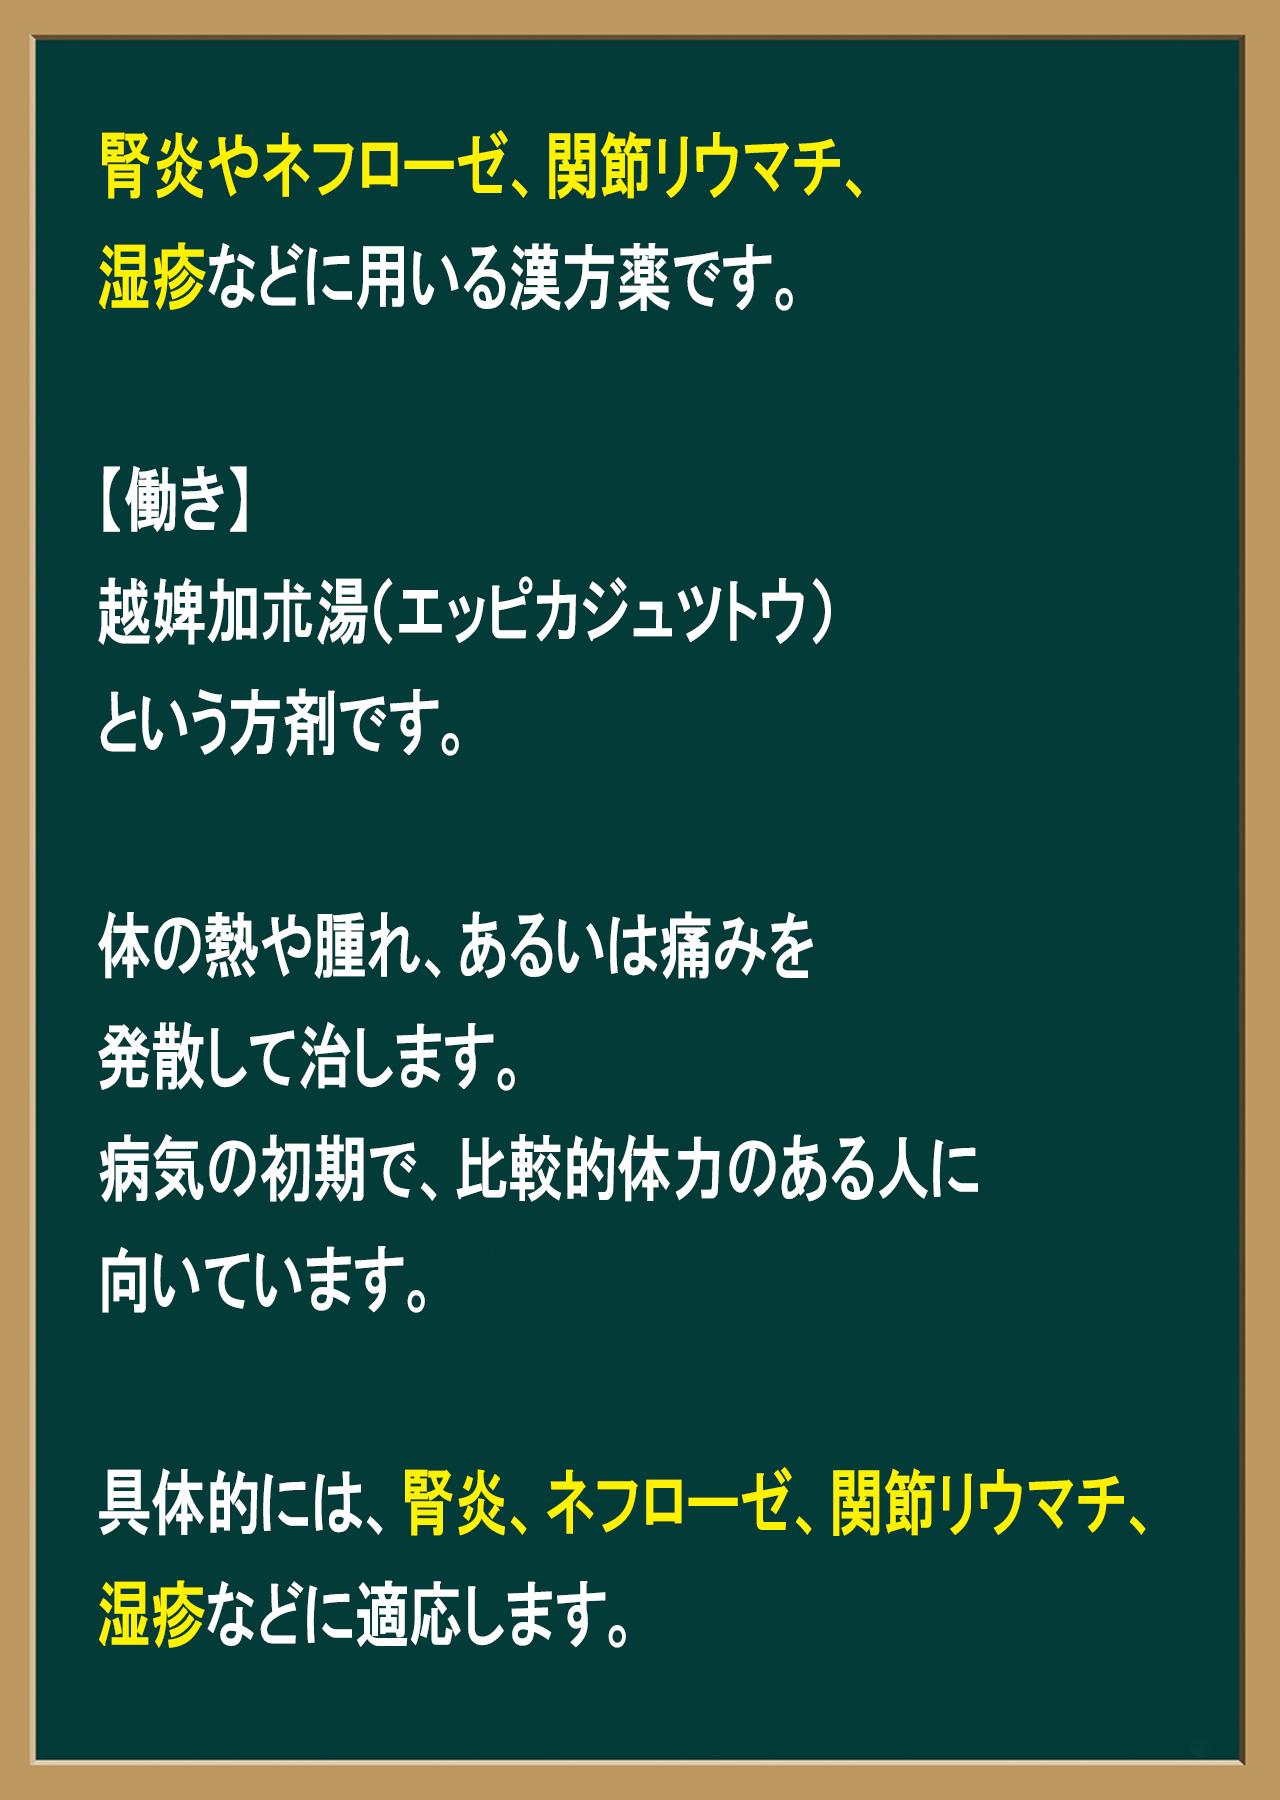 腎炎やネフローゼ、関節リウマチ、
湿疹などに用いる漢方薬です。
【働き】
越婢加朮湯（エッピカジュツトウ）
という方剤です。
体の熱や腫れ、あるいは痛みを
発散して治します。
病気の初期で、比較的体力のある人に
向いています。
具体的には、腎炎、ネフローゼ、関節リウマチ、
湿疹などに適応します。